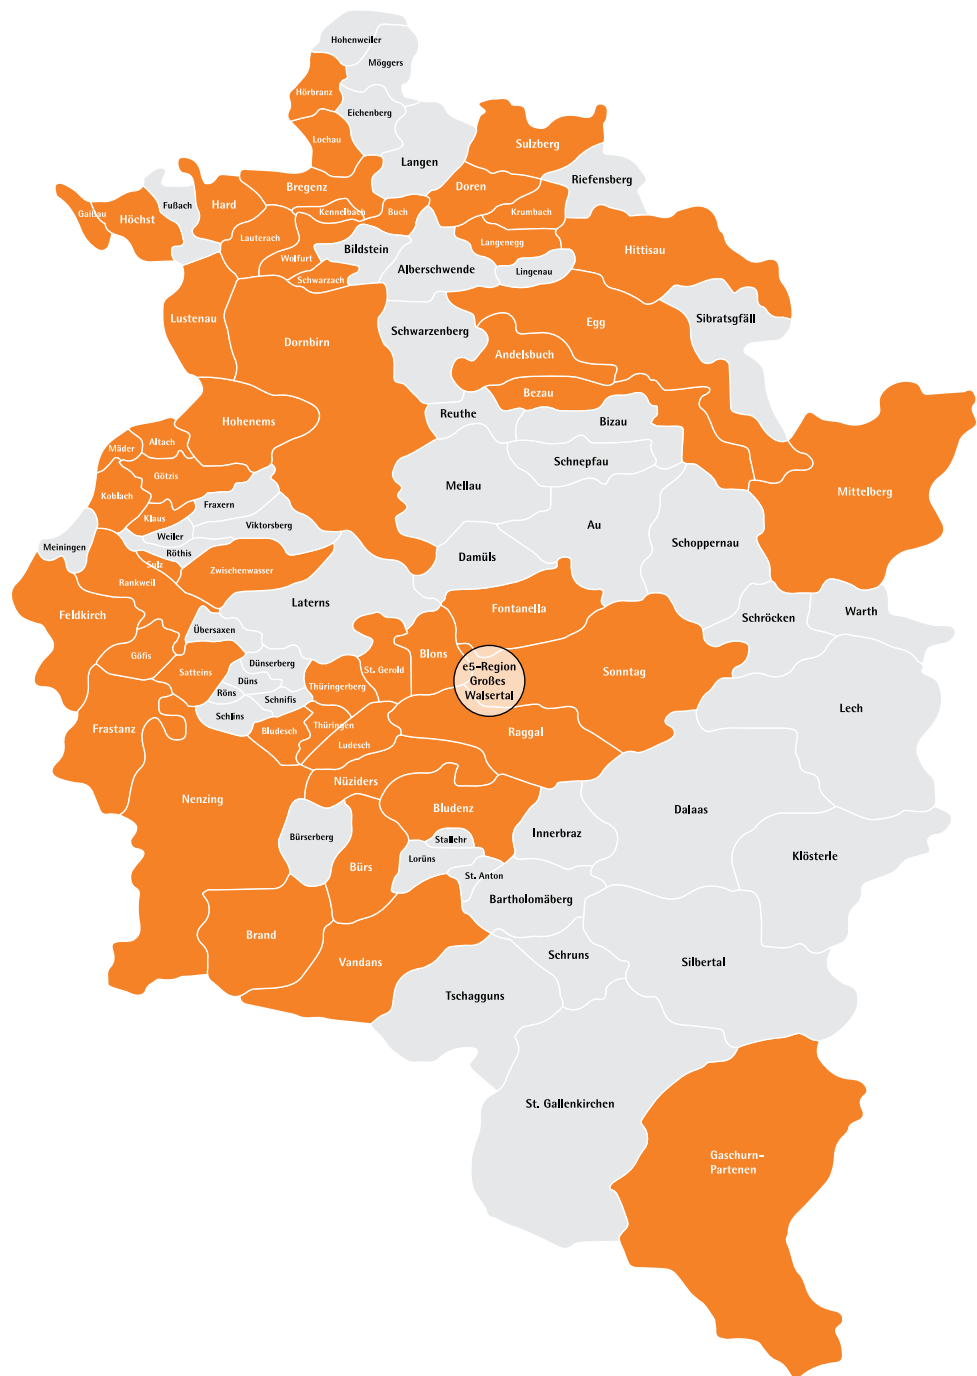 Hohenweiler
Möggers
Hörbranz
Eichenberg
Lochau
Langen
Sulzberg
Riefensberg
Doren
Bregenz
Fußach
Hard
Gaißau
Höchst
Kennelbach
Buch
Krumbach
Lauterach
Bildstein
Langenegg
Hittisau
Wolfurt
Alberschwende
Lingenau
Schwarzach
Lustenau
Sibratsgfäll
Egg
Schwarzenberg
Dornbirn
Andelsbuch
Bezau
Reuthe
Bizau
Hohenems
Altach
Mäder
Schnepfau
Götzis
Mellau
Mittelberg
Koblach
Fraxern
Klaus
Viktorsberg
Au
Weiler
Schoppernau
Meiningen
Röthis
Damüls
Sulz
Zwischenwasser
Rankweil
Laterns
Fontanella
Feldkirch
Warth
Schröcken
Übersaxen
Göfis
Dünserberg
Blons
St. Gerold
Satteins
e5-Region
Großes
Walsertal
Sonntag
Düns
Thüringerberg
Röns
Schnifis
Lech
Schlins
Thüringen
Frastanz
Bludesch
Raggal
Ludesch
Nüziders
Nenzing
Bludenz
Dalaas
Bürserberg
Stallehr
Innerbraz
Klösterle
Lorüns
Bürs
St. Anton
Bartholomäberg
Brand
Schruns
Vandans
Silbertal
Tschagguns
St. Gallenkirchen
Gaschurn-
Partenen